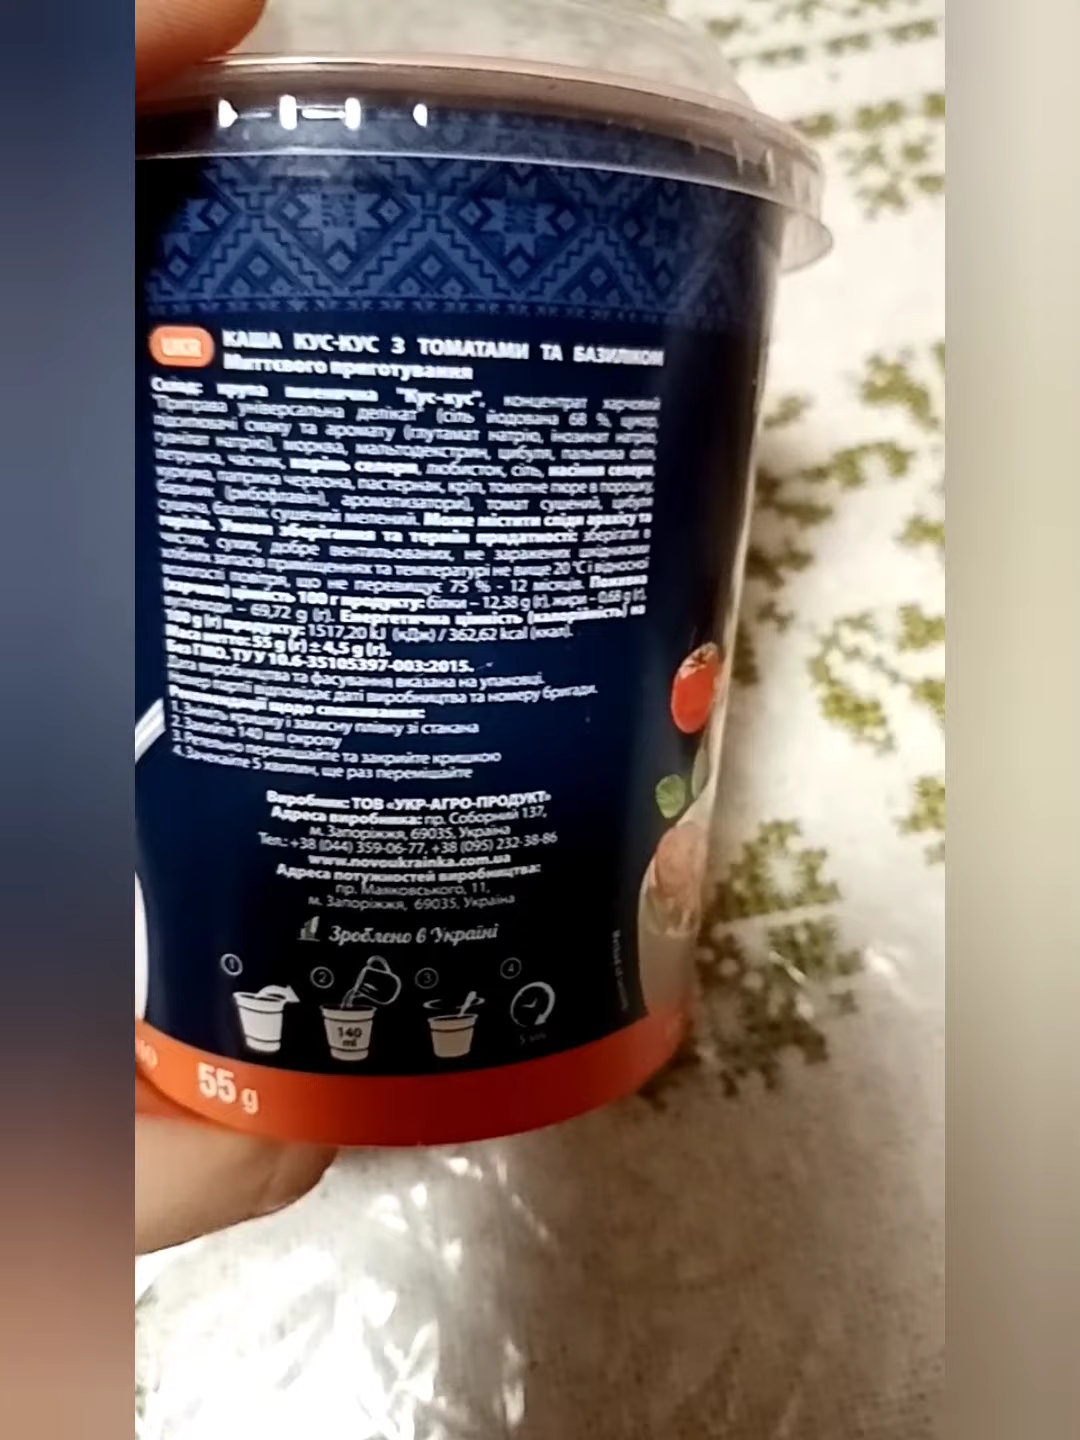 UKR КАША КУС-КУС З ТОМАТАМИ ТА БАЗИЛІКОМ
Миттєвого приготування
Склад: крупа пшенична "Кус-кус", концентрат харчовий
"Приправа універсальна делікат" (сіль йодована 68 %, цукор,
підсилювачі смаку та аромату (глутамат натрію, інозинат натрію,
гуанілат натрію), морква, мальтодекстрин, цибуля, пальмова олія,
петрушка, часник, корінь селери, любисток, сіль, насіння селери,
куркума, паприка червона, пастернак, кріп, томатне пюре в порошку,
барвник (рибофлавін), ароматизатори), томат сушений, цибуля
сушена, базилік сушений мелений. Може містити сліди арахісу та
Умови зберігання та термін придатності: зберігати в
чистих, сухих, добре вентильованих, не заражених шкідниками
хлібних запасів приміщеннях та температурі не вище 20 °C і відносної
вологості повітря, що не перевищує 75 % - 12 місяців. Поживна
(харчова) цінність 100 г продукту: білки – 12,38 g (г), жири – 0,68 g (г),
вуглеводи – 69,72 g (г). Енергетична цінність (калорійність) на
100 g (г) продукту: 1517,20 kJ (кДж) / 362,62 kcal (ккал).
Маса нетто: 55 g (г) ± 4,5 g (г).
Без ГМО. ТУ У 10.6-35105397-003:2015.
Дата виробництва та фасування вказана на упаковці.
Номер партії відповідає даті виробництва та номеру бригади.
Рекомендації щодо споживання:
1. Зніміть кришку і захисну плівку зі стакана
2. Залийте 140 мл окропу
3. Ретельно перемішайте та закрийте кришкою
4. Зачекайте 5 хвилин, ще раз перемішайте
Виробник: ТОВ «УКР-АГРО-ПРОДУКТ»
Адреса виробника: пр. Соборний 137,
м. Запоріжжя, 69035, Україна
Тел.: +38 (044) 359-06-77, +38 (095) 232-38-86
www.novoukrainka.com.ua
Адреса потужностей виробництва:
пр. Маяковського, 11,
м. Запоріжжя, 69035, Україна
Зроблено в Україні
1 2 3 4
140
ml
5 min
55 g